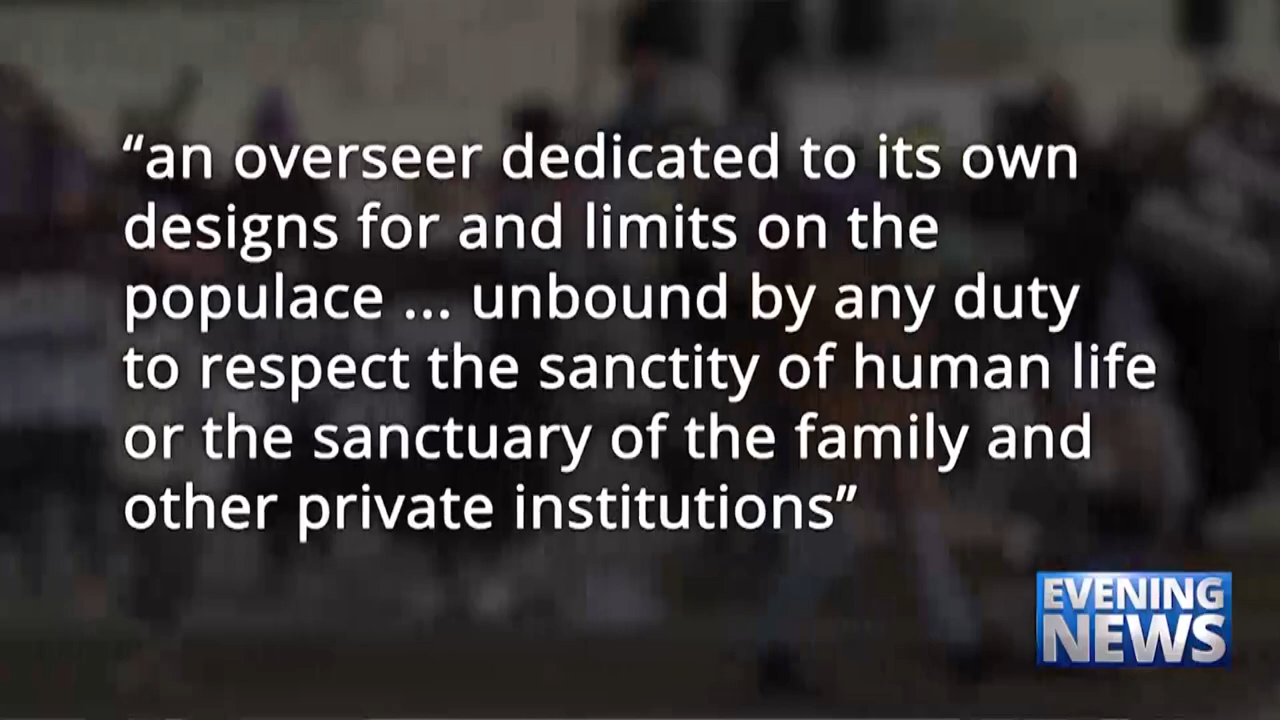 “an overseer dedicated to its own
designs for and limits on the
populace ... unbound by any duty
to respect the sanctity of human life
or the sanctuary of the family and
other private institutions”
EVENING
NEWS